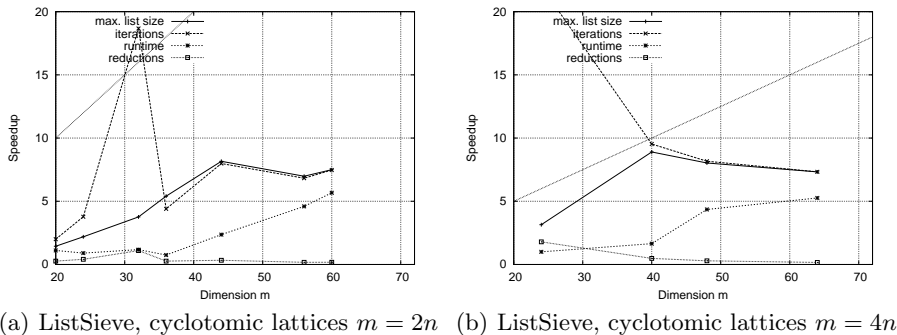 20
15
10
5
0
Speedup
20 30 40 50 60 70
Dimension m
max. list size
iterations
runtime
reductions
20
15
10
5
0
Speedup
20 30 40 50 60 70
Dimension m
max. list size
iterations
runtime
reductions
(a) ListSieve, cyclotomic lattices m = 2n (b) ListSieve, cyclotomic lattices m = 4n